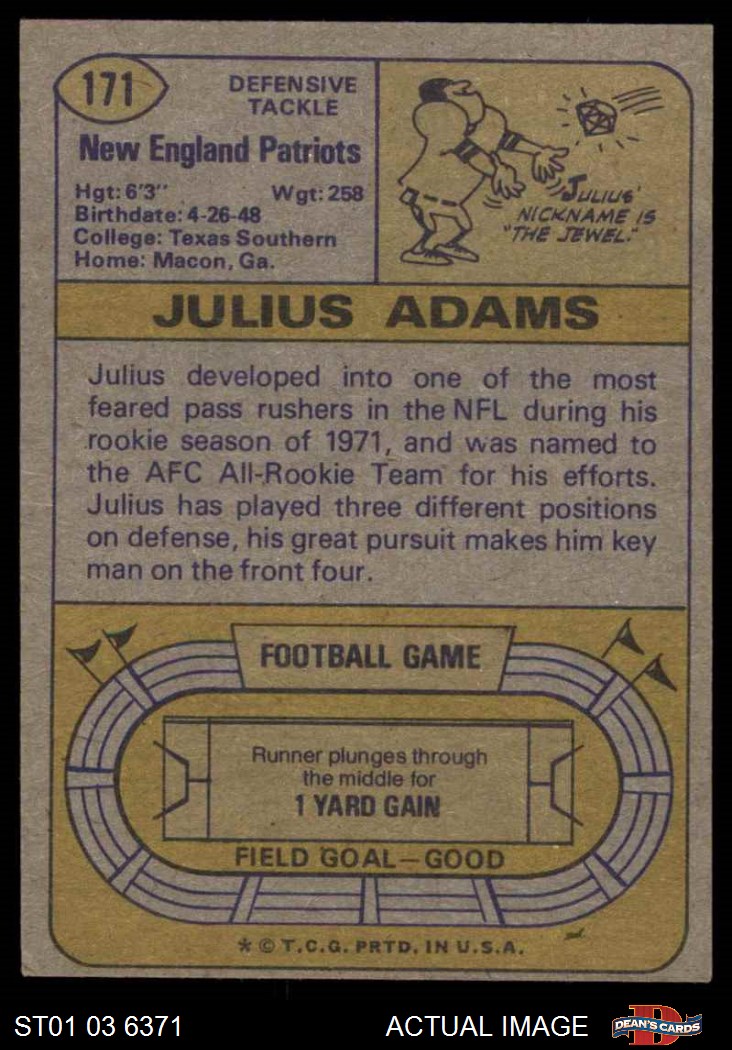 171
DEFENSIVE
TACKLE
New England Patriots
Hgt: 6'3" Wgt: 258
Birthdate: 4-26-48
College: Texas Southern
Home: Macon, Ga.
JULIUS'
NICKNAME IS
"THE JEWEL."
JULIUS ADAMS
Julius developed into one of the most
feared pass rushers in the NFL during his
rookie season of 1971, and was named to
the AFC All-Rookie Team for his efforts.
Julius has played three different positions
on defense, his great pursuit makes him key
man on the front four.
FOOTBALL GAME
Runner plunges through
the middle for
1 YARD GAIN
FIELD GOAL—GOOD
* © T.C.G. PRTD. IN U.S.A.
ST01 03 6371 ACTUAL IMAGE D DEAN'S CARDS